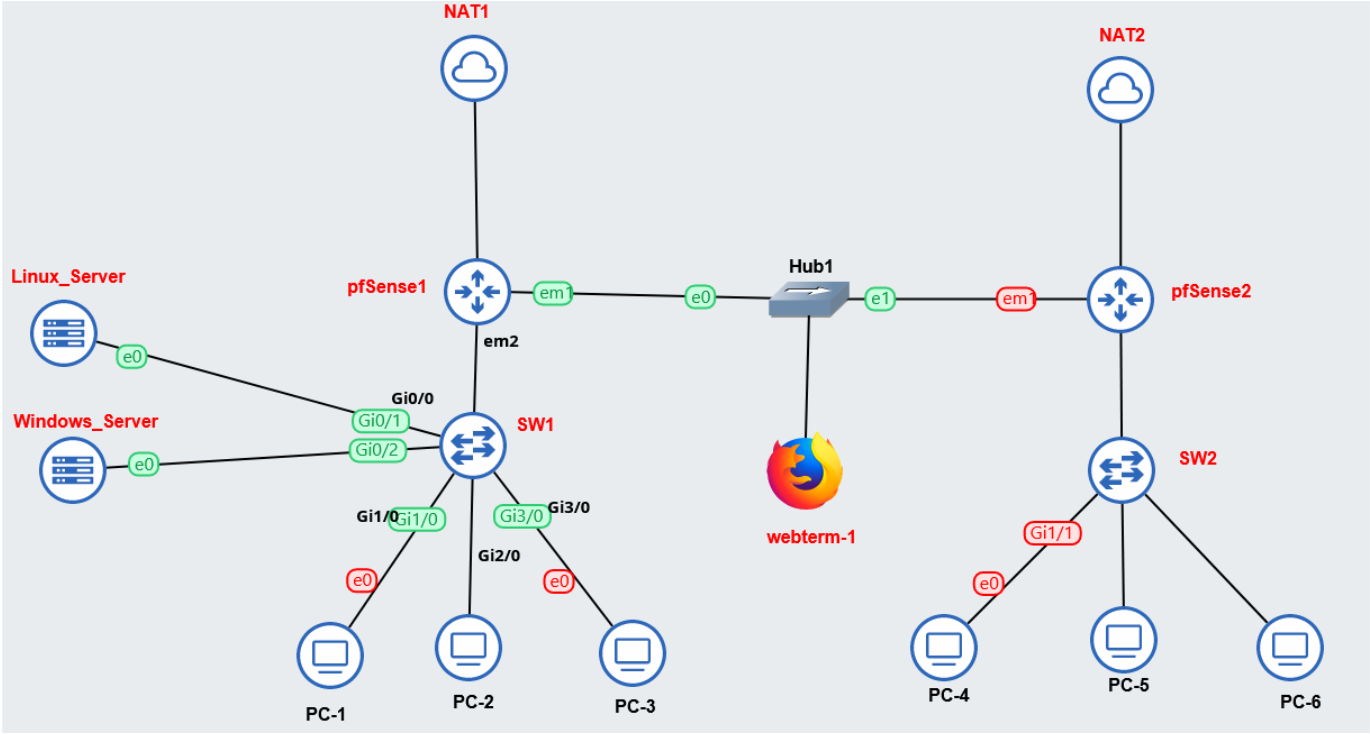 NAT1
NAT2
Linux_Server
pfSense1
em1
e0
Hub1
e1
em1
pfSense2
e0
em2
Gi0/0
Gi0/1
Windows_Server
SW1
e0
Gi0/2
SW2
Gi1/0
Gi1/0
Gi3/0
Gi3/0
webterm-1
Gi1/1
Gi2/0
e0
e0
e0
PC-1
PC-2
PC-3
PC-4
PC-5
PC-6